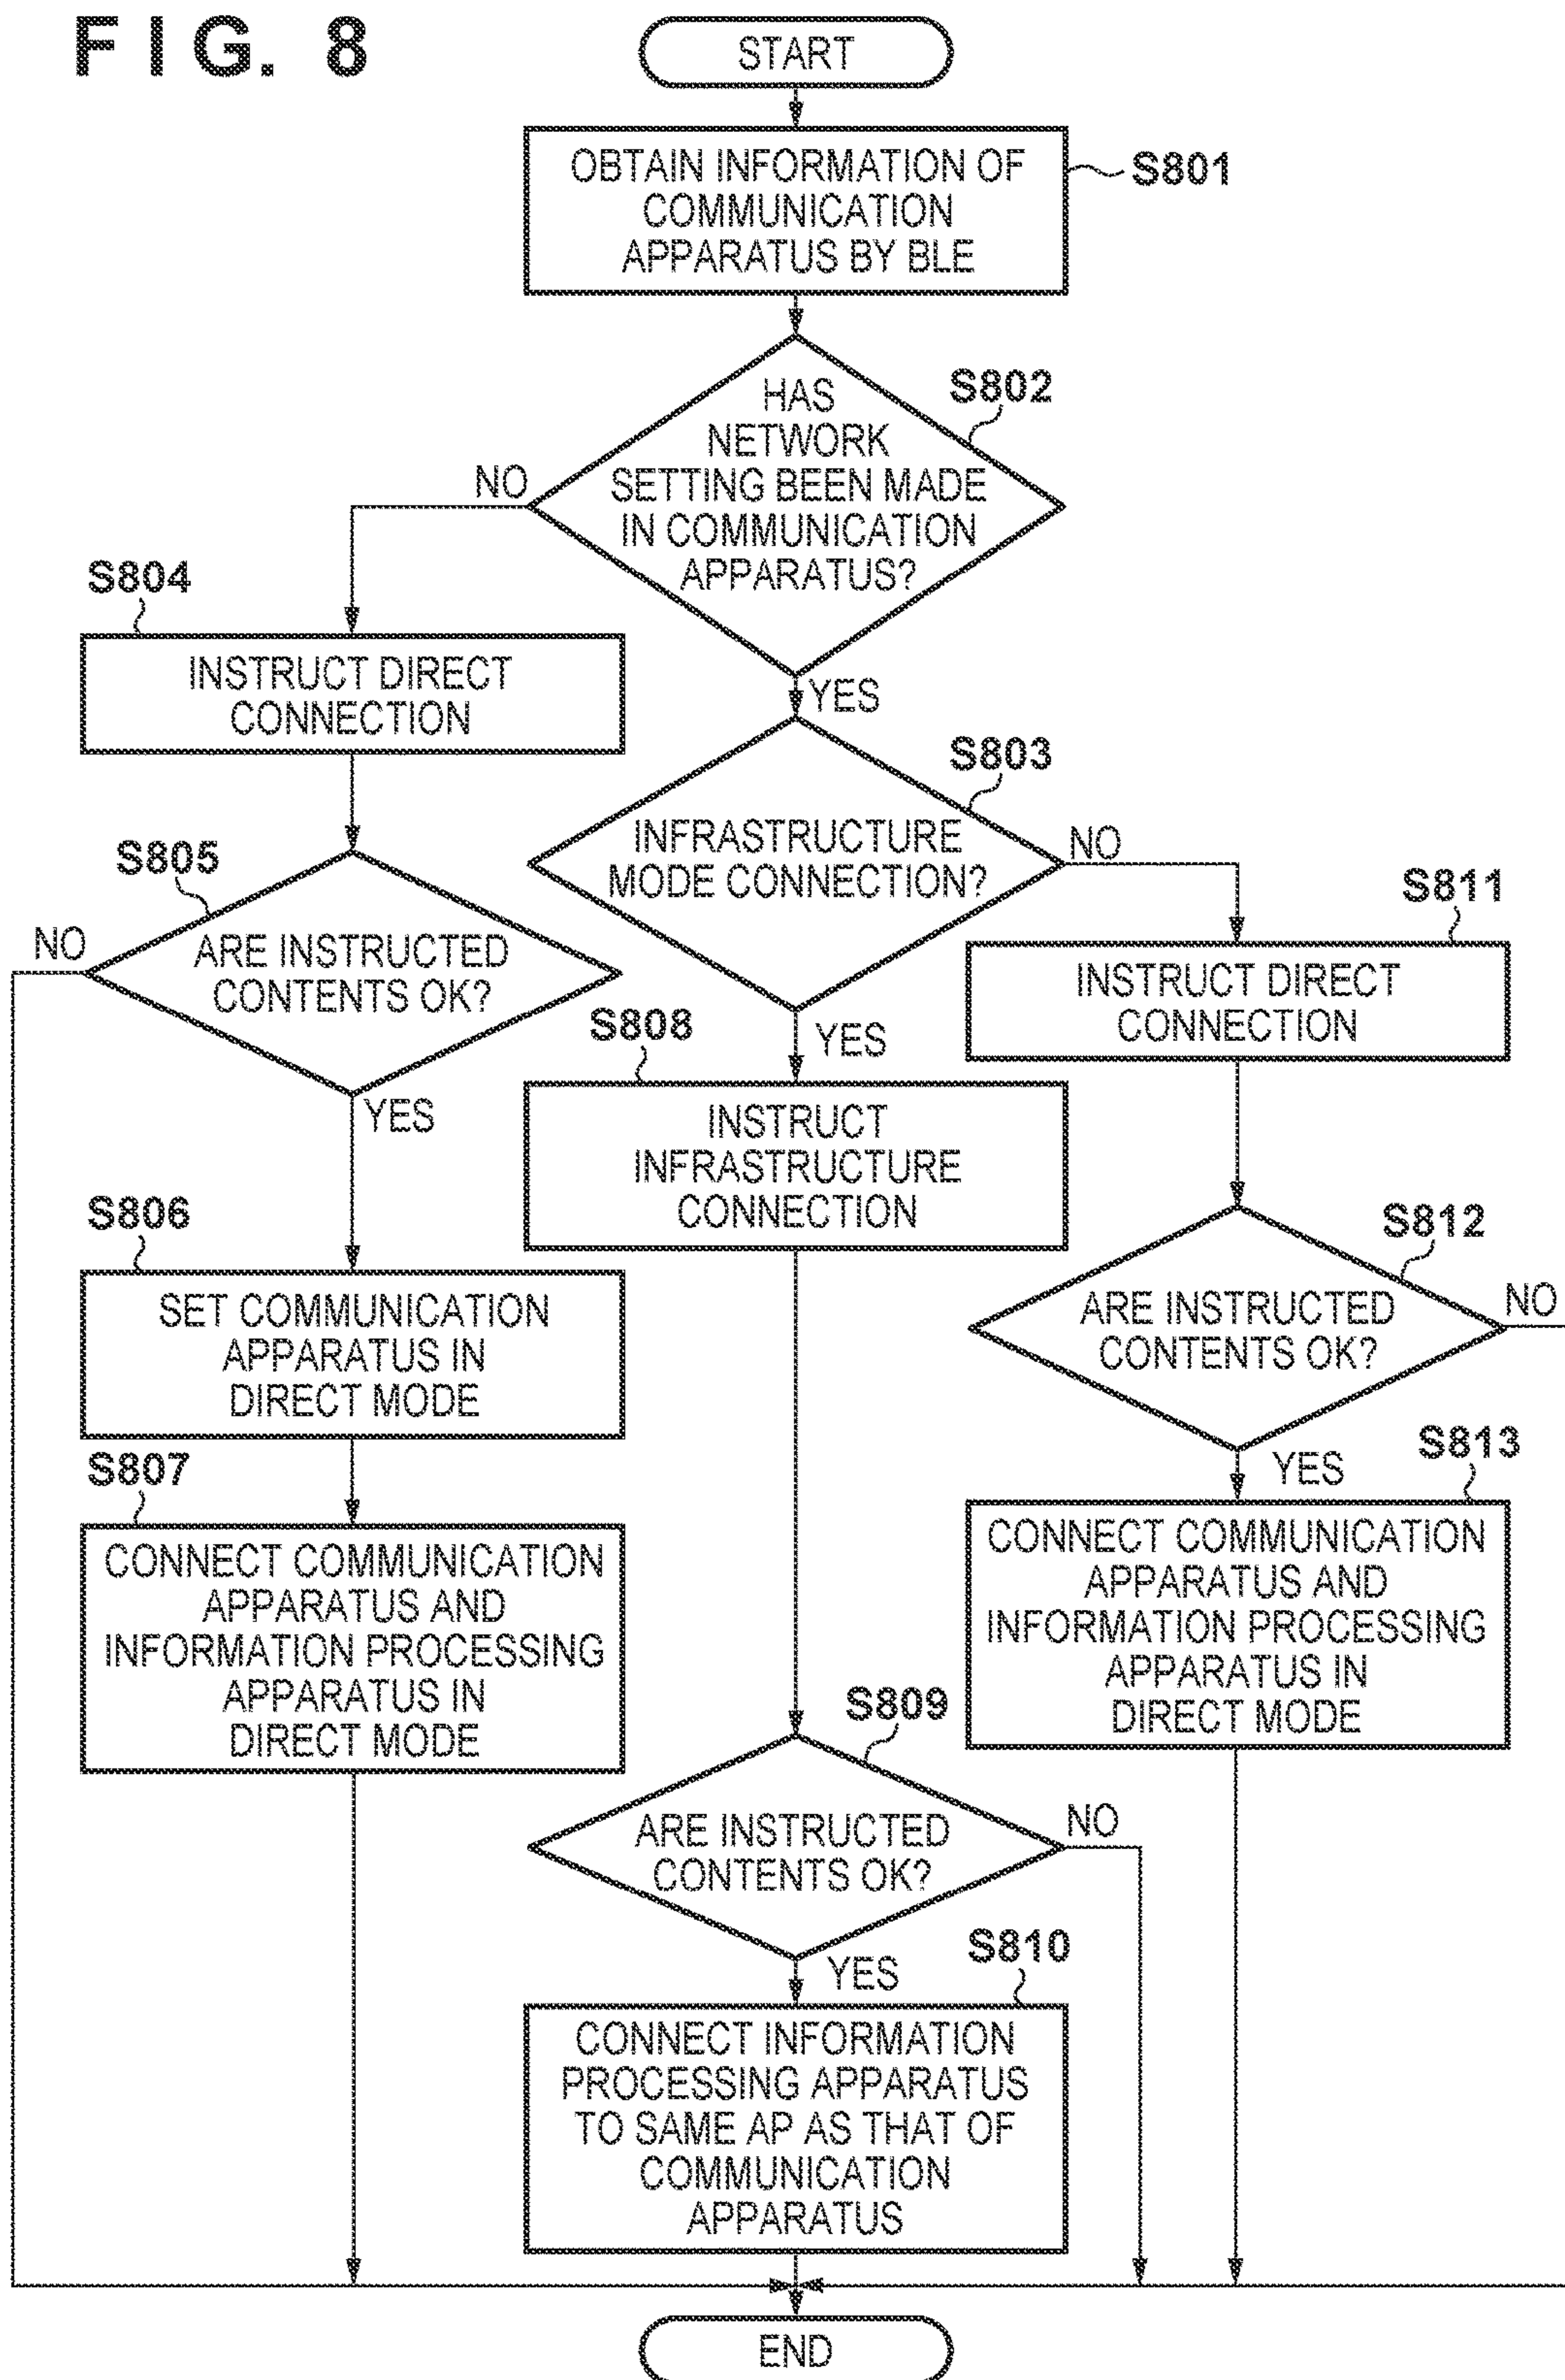 FIG. 8
START
OBTAIN INFORMATION OF
COMMUNICATION
APPARATUS BY BLE
S801
HAS
NETWORK
SETTING BEEN MADE
IN COMMUNICATION
APPARATUS?
S802
NO
YES
S804
INSTRUCT DIRECT
CONNECTION
S803
INFRASTRUCTURE
MODE CONNECTION?
NO
YES
S805
ARE INSTRUCTED
CONTENTS OK?
NO
YES
S811
INSTRUCT DIRECT
CONNECTION
S808
INSTRUCT
INFRASTRUCTURE
CONNECTION
S806
SET COMMUNICATION
APPARATUS IN
DIRECT MODE
S812
ARE INSTRUCTED
CONTENTS OK?
NO
YES
S807
CONNECT COMMUNICATION
APPARATUS AND
INFORMATION PROCESSING
APPARATUS IN
DIRECT MODE
S813
CONNECT COMMUNICATION
APPARATUS AND
INFORMATION PROCESSING
APPARATUS IN
DIRECT MODE
S809
ARE INSTRUCTED
CONTENTS OK?
NO
YES
S810
CONNECT INFORMATION
PROCESSING APPARATUS
TO SAME AP AS THAT OF
COMMUNICATION
APPARATUS
END